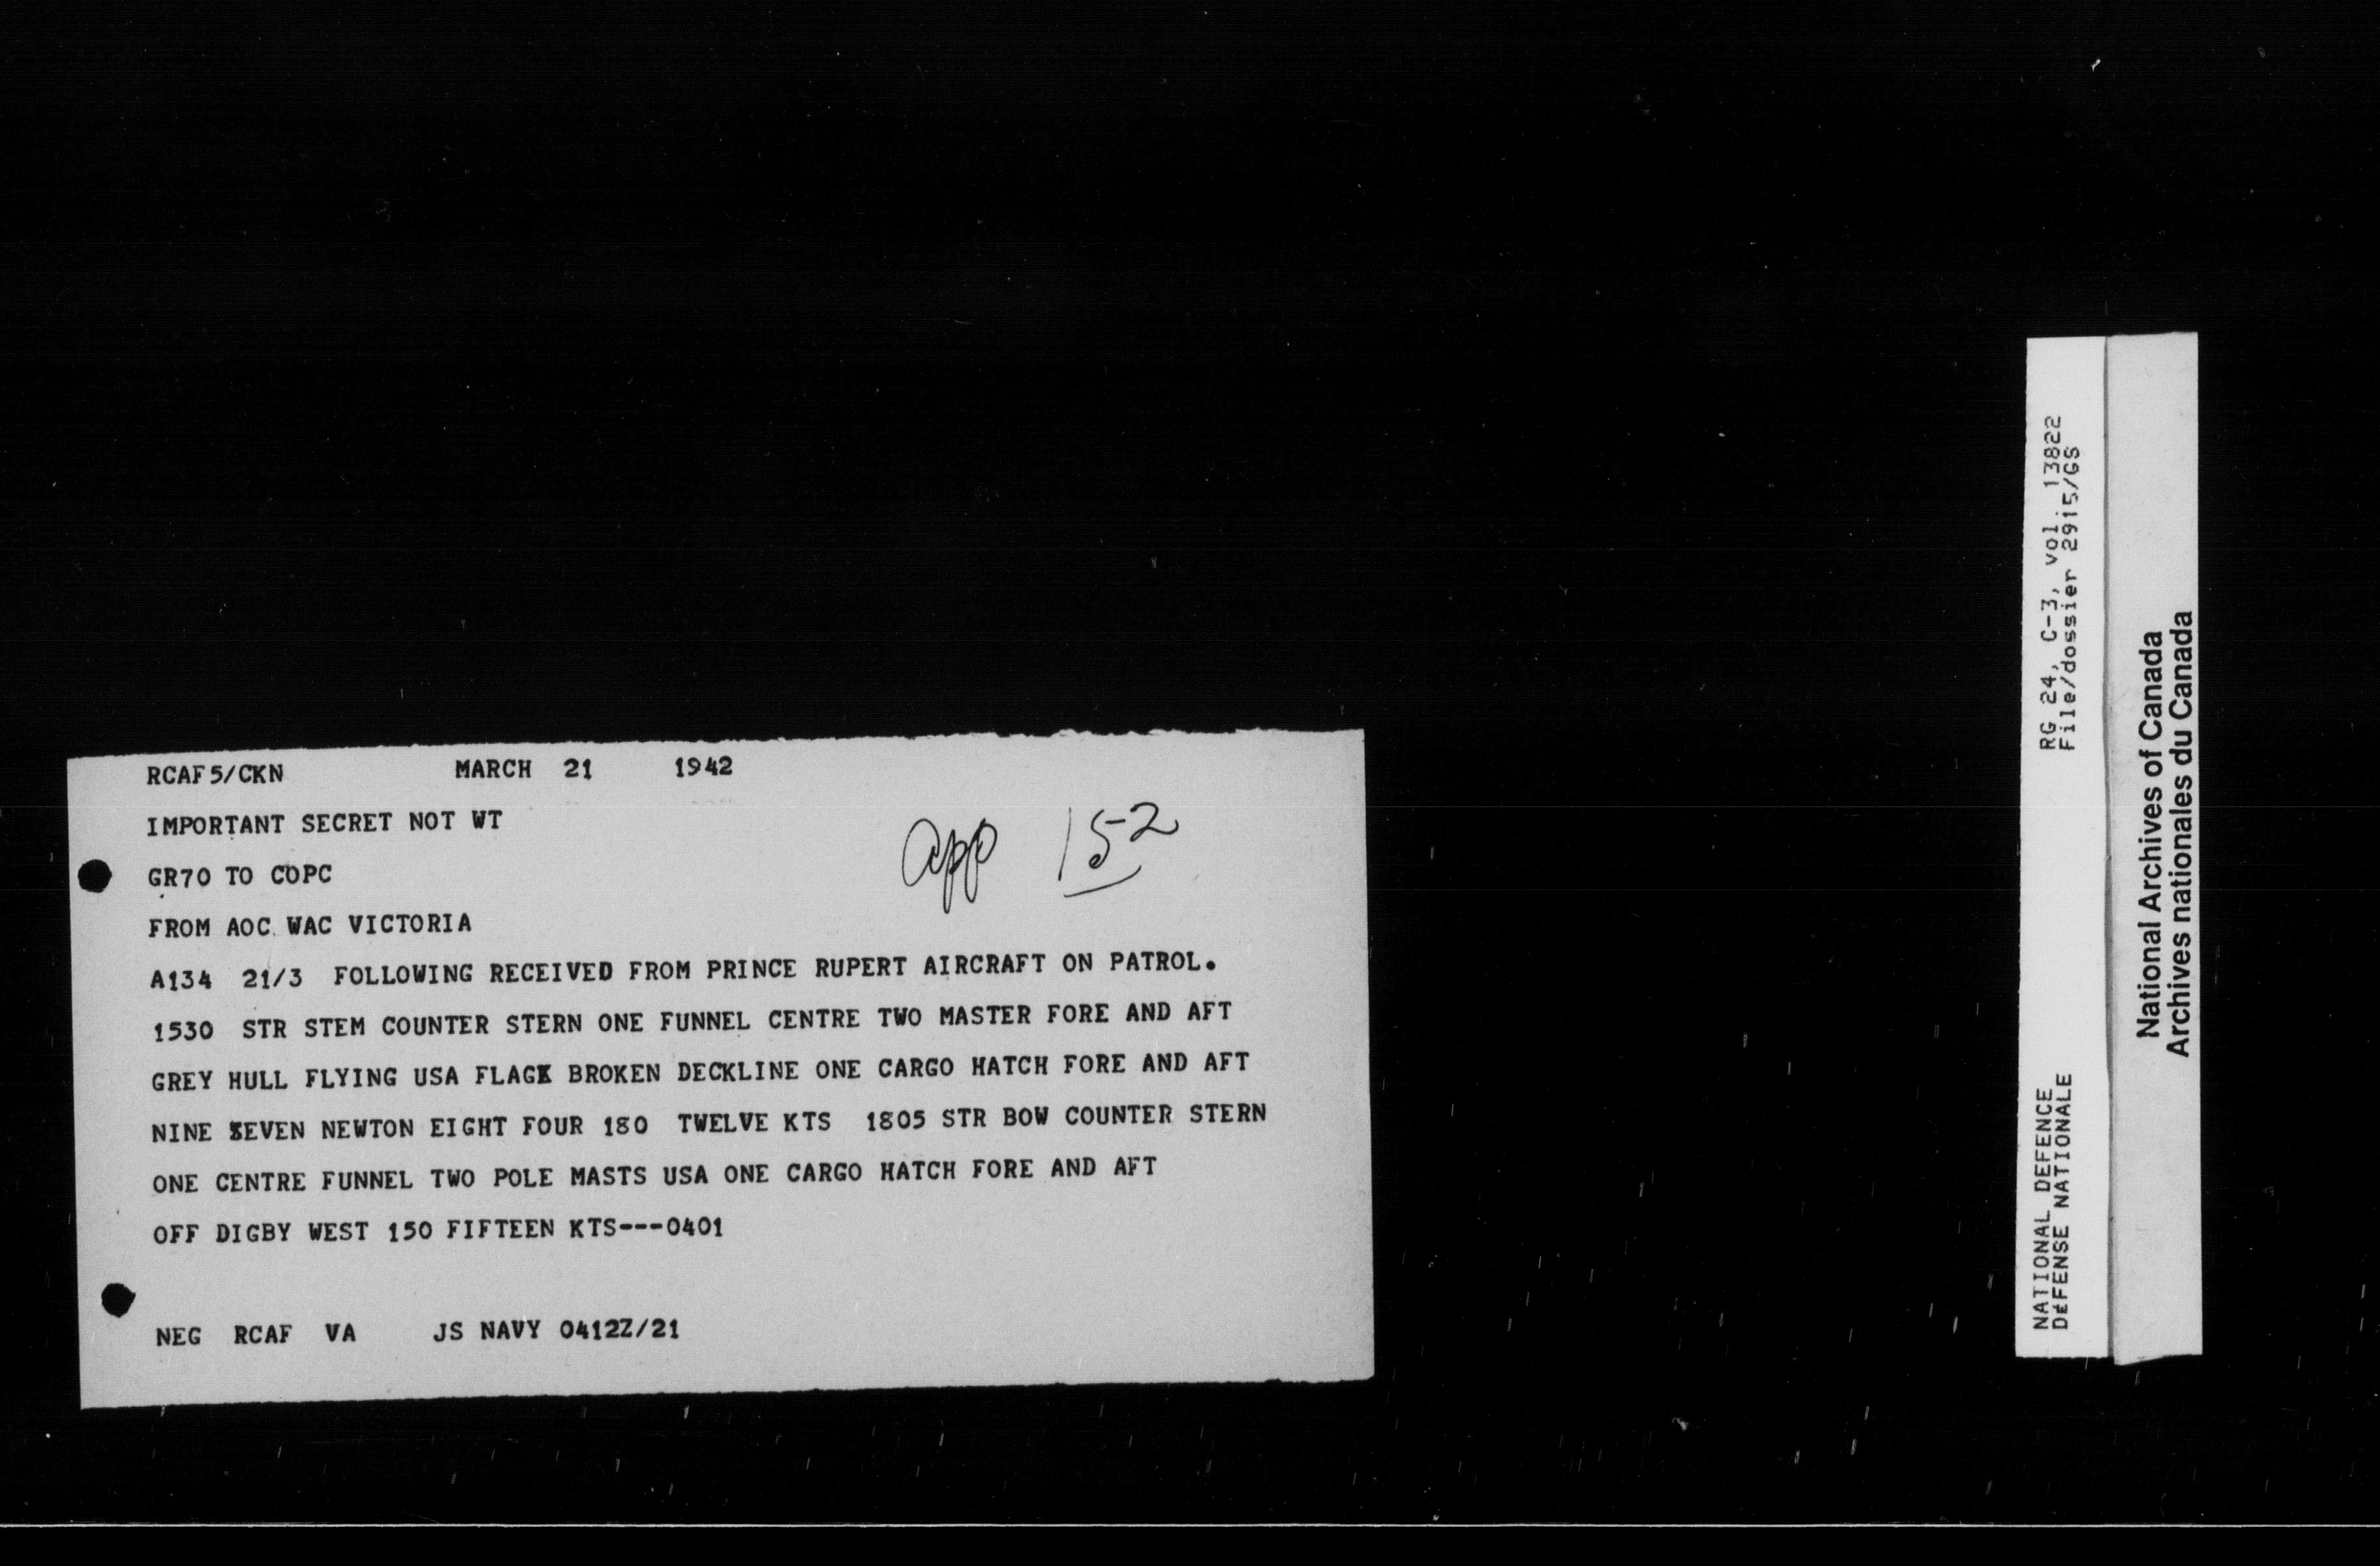 RCAF5/CKN MARCH 21 1942
IMPORTANT SECRET NOT WT
app 152
GR70 TO COPC
FROM AOC WAC VICTORIA
A134 21/3 FOLLOWING RECEIVED FROM PRINCE RUPERT AIRCRAFT ON PATROL.
1530 STR STEM COUNTER STERN ONE FUNNEL CENTRE TWO MASTER FORE AND AFT
GREY HULL FLYING USA FLAG BROKEN DECKLINE ONE CARGO HATCH FORE AND AFT
NINE SEVEN NEWTON EIGHT FOUR 180 TWELVE KTS 1805 STR BOW COUNTER STERN
ONE CENTRE FUNNEL TWO POLE MASTS USA ONE CARGO HATCH FORE AND AFT
OFF DIGBY WEST 150 FIFTEEN KTS---0401
NEG RCAF VA JS NAVY 0412Z/21
NATIONAL DEFENCE RG 24, C-3, vol. 13822
DÉFENSE NATIONALE File/dossier 2915/GS
National Archives of Canada
Archives nationales du Canada